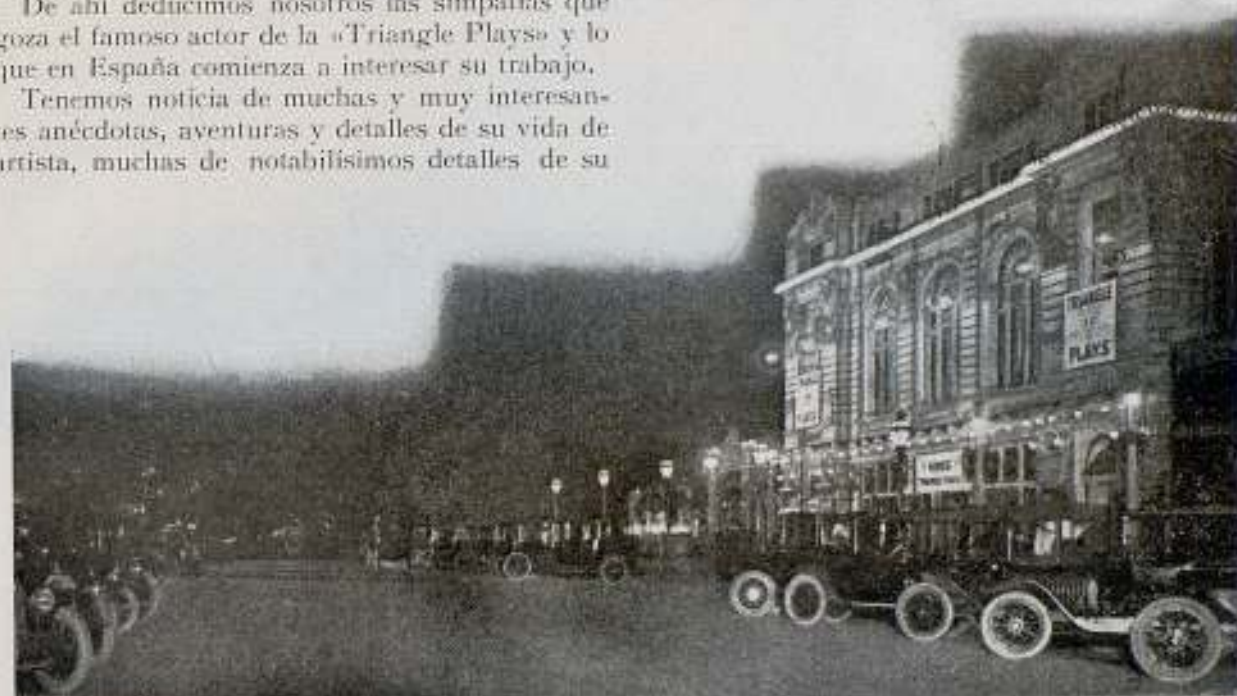 De ahí deducimos nosotros las simpatías que
goza el famoso actor de la «Triangle Plays» y lo
que en España comienza a interesar su trabajo.
Tenemos noticia de muchas y muy interesan-
es anécdotas, aventuras y detalles de su vida de
artista, muchas de notabilísimos detalles de su
TRIANGLE
PLAYS